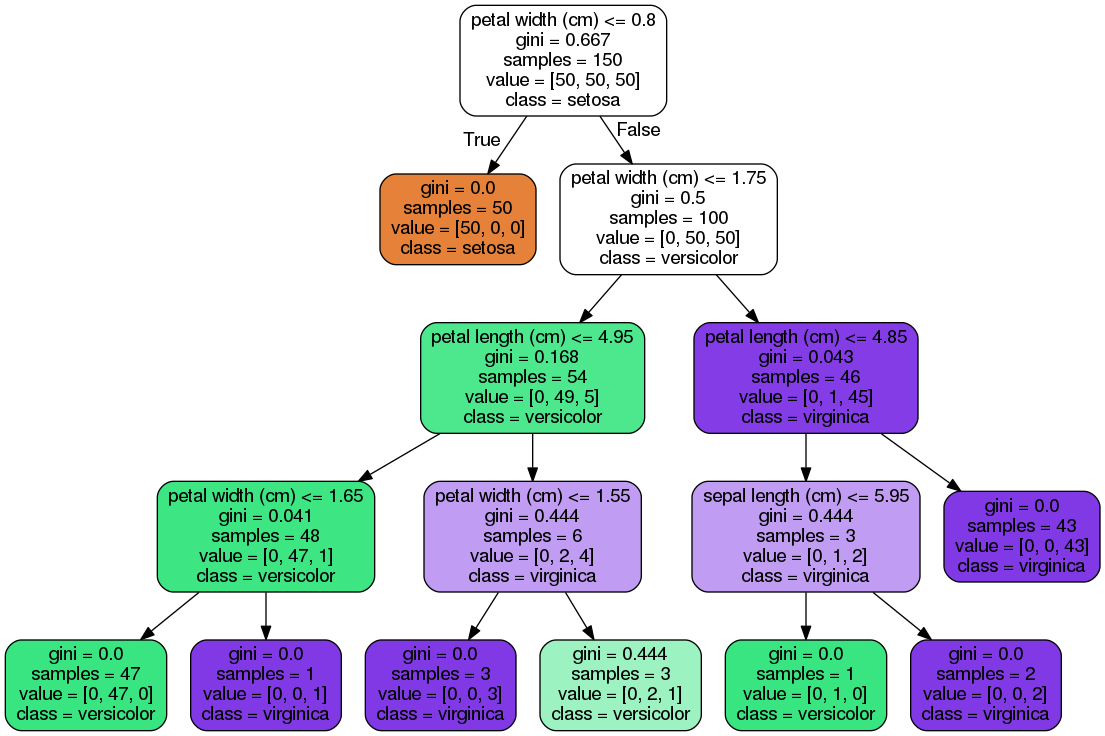 petal width (cm) <= 0.8
gini = 0.667
samples = 150
value = [50, 50, 50]
class = setosa
True
False
gini = 0.0
samples = 50
value = [50, 0, 0]
class = setosa
petal width (cm) <= 1.75
gini = 0.5
samples = 100
value = [0, 50, 50]
class = versicolor
petal length (cm) <= 4.95
gini = 0.168
samples = 54
value = [0, 49, 5]
class = versicolor
petal length (cm) <= 4.85
gini = 0.043
samples = 46
value = [0, 1, 45]
class = virginica
petal width (cm) <= 1.65
gini = 0.041
samples = 48
value = [0, 47, 1]
class = versicolor
petal width (cm) <= 1.55
gini = 0.444
samples = 6
value = [0, 2, 4]
class = virginica
sepal length (cm) <= 5.95
gini = 0.444
samples = 3
value = [0, 1, 2]
class = virginica
gini = 0.0
samples = 43
value = [0, 0, 43]
class = virginica
gini = 0.0
samples = 47
value = [0, 47, 0]
class = versicolor
gini = 0.0
samples = 1
value = [0, 0, 1]
class = virginica
gini = 0.0
samples = 3
value = [0, 0, 3]
class = virginica
gini = 0.444
samples = 3
value = [0, 2, 1]
class = versicolor
gini = 0.0
samples = 1
value = [0, 1, 0]
class = versicolor
gini = 0.0
samples = 2
value = [0, 0, 2]
class = virginica